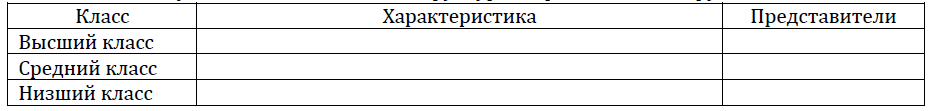 Класс Характеристика Представители
Высший класс
Средний класс
Низший класс